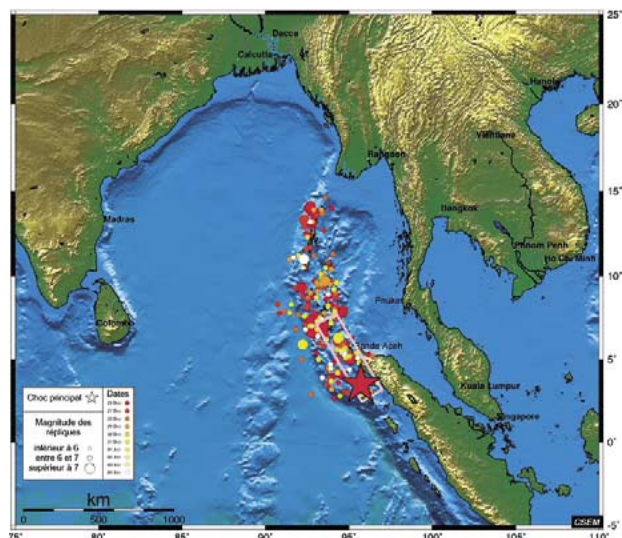 25°
20°
15°
10°
5°
0°
-5°
75°
80°
85°
90°
95°
100°
105°
110°
Dacca
Calcutta
Hanoi
Vientiane
Rangoon
Madras
Bangkok
Phnom Penh
Ho Chi Minh
Phuket
Colombo
Banda Aceh
Kuala Lumpur
Singapore
Choc principal
Magnitude des
répliques
inférieur à 6
entre 6 et 7
supérieur à 7
Dates
km
0
500
1000
CSEM